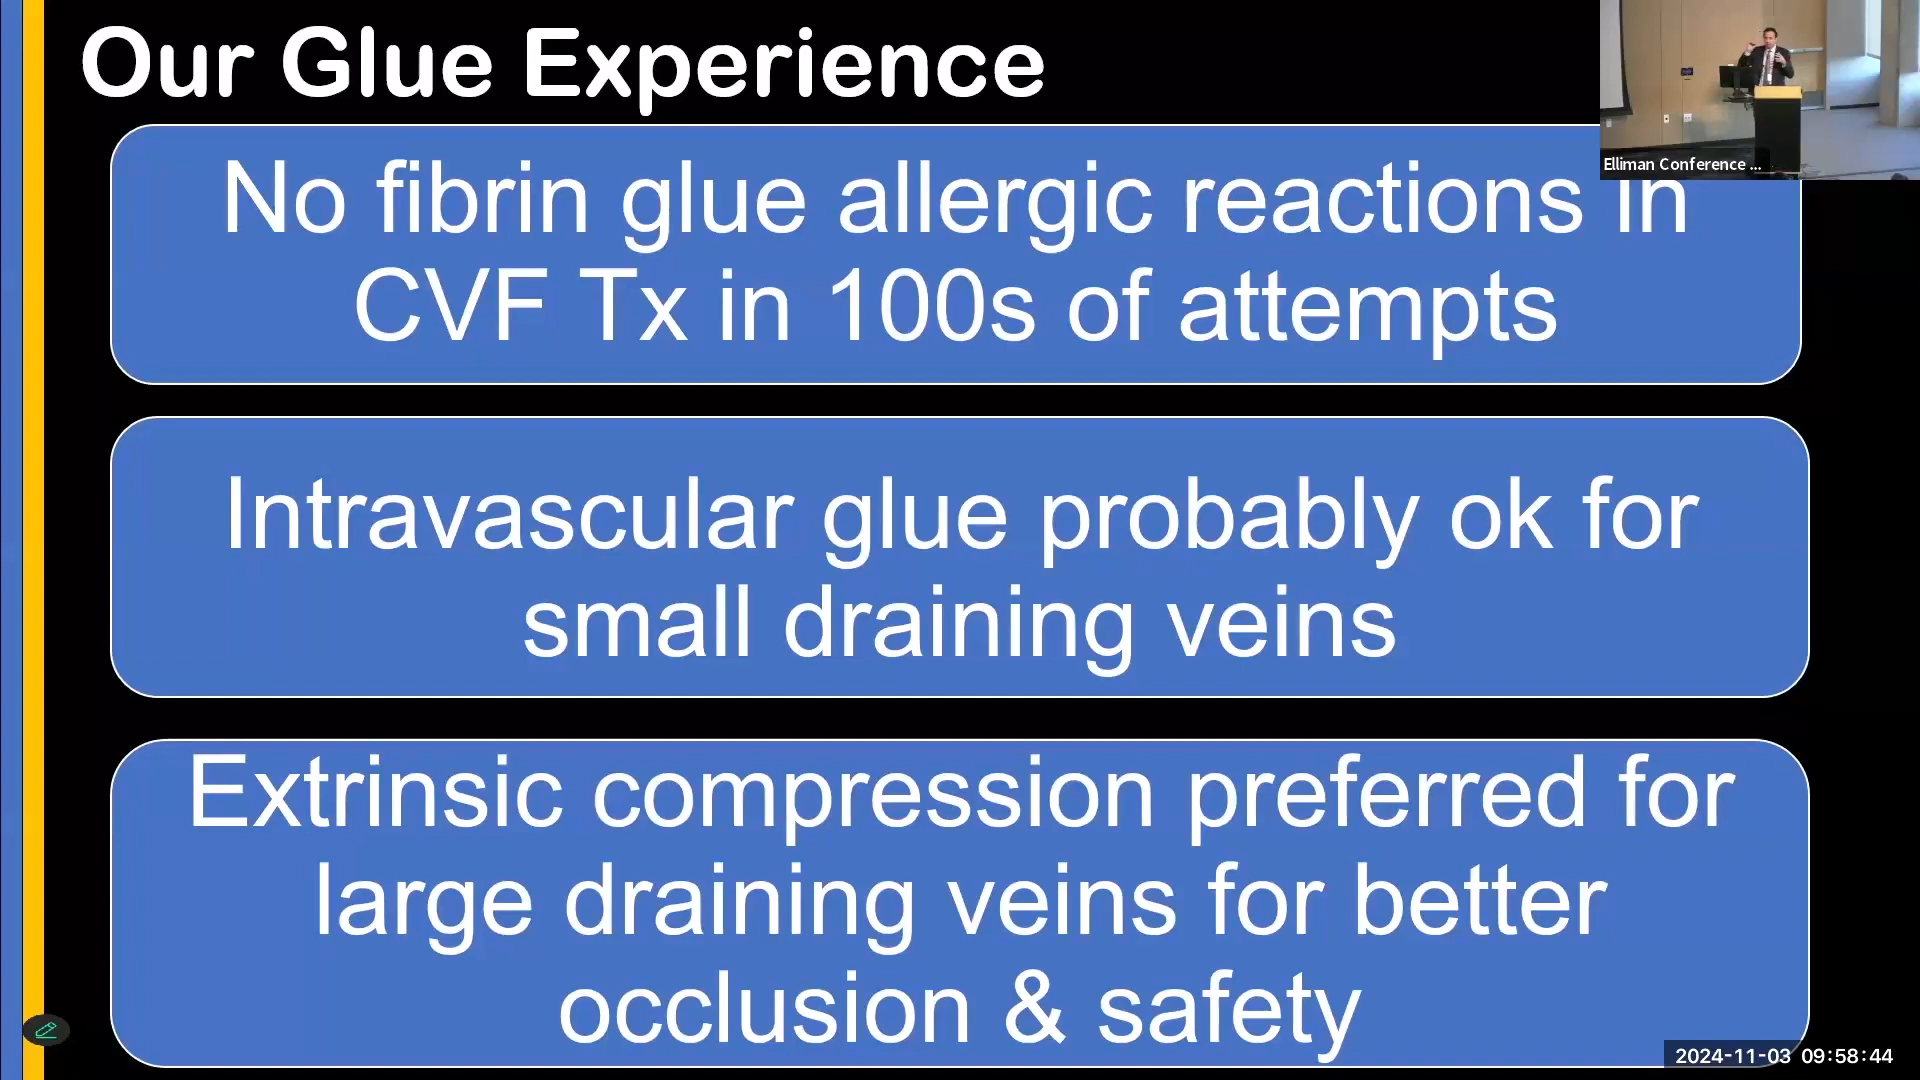 Our Glue Experience
Elliman Conference ...
No fibrin glue allergic reactions in
CVF Tx in 100s of attempts
Intravascular glue probably ok for
small draining veins
Extrinsic compression preferred for
large draining veins for better
occlusion & safety
2024-11-03 09:58:44